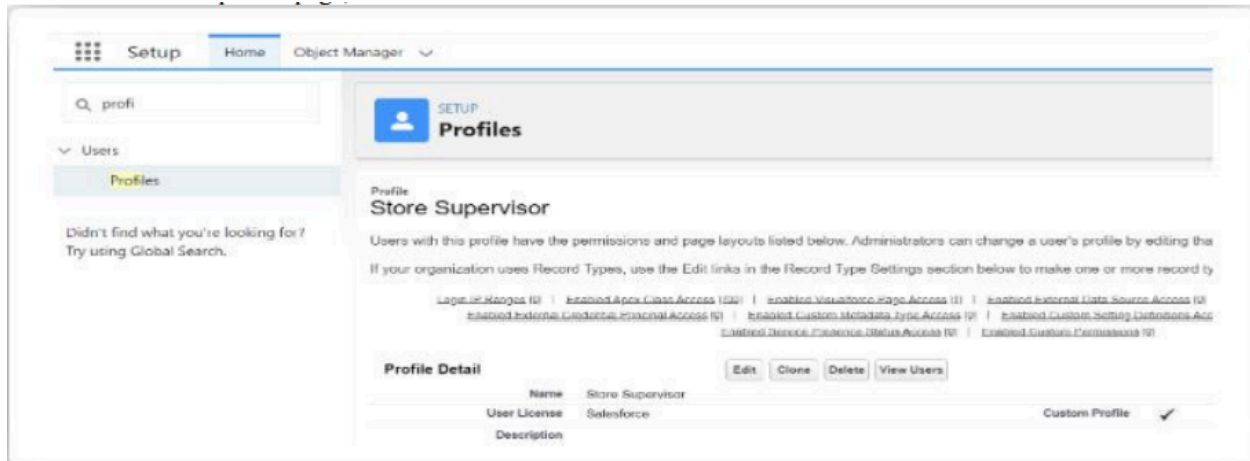 Setup Home Object Manager
profi
SETUP
Profiles
Users
Profiles
Profile
Store Supervisor
Didn't find what you're looking for?
Try using Global Search.
Users with this profile have the permissions and page layouts listed below. Administrators can change a user's profile by editing tha
If your organization uses Record Types, use the Edit links in the Record Type Settings section below to make one or more record ty
Login IP Ranges | Enabled Apex Class Access | Enabled Visualforce Page Access | Enabled External Data Source Access
Enabled External Credential Principal Access | Enabled Custom Metadata Type Access | Enabled Custom Setting Definitions Acc
Enabled Service Presence Status Access | Enabled Custom Permissions
Profile Detail Edit Clone Delete View Users
Name Store Supervisor
User License Salesforce Custom Profile ✓
Description